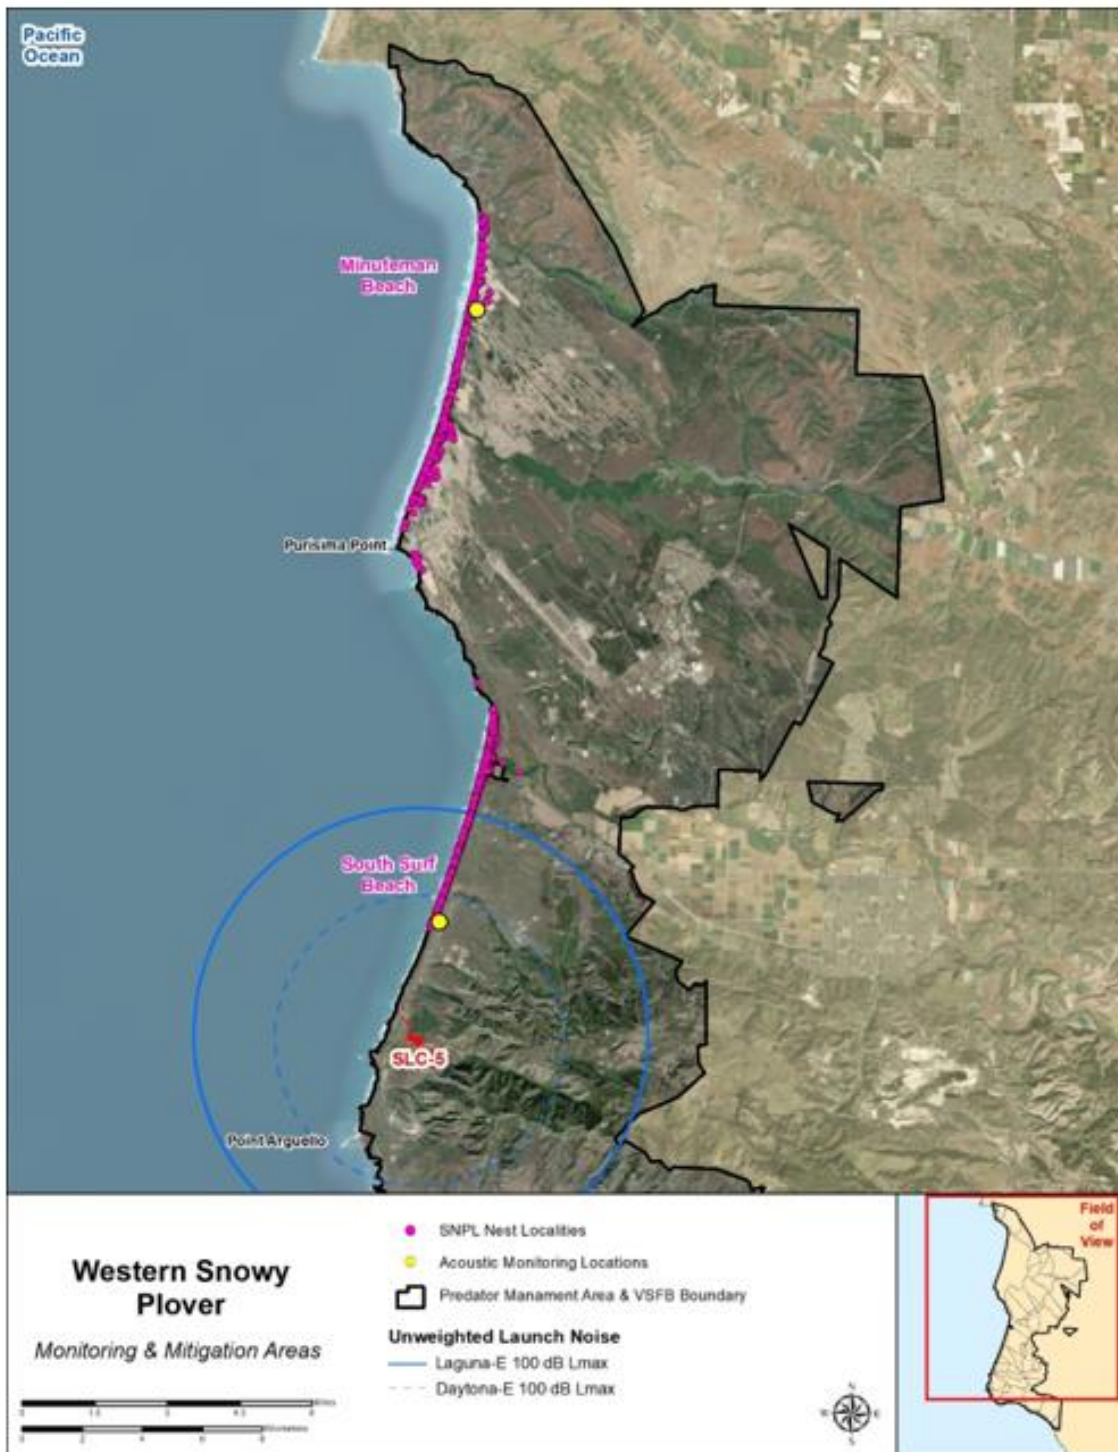 Pacific
Ocean
Minuteman
Beach
Purisima Point
South Surf
Beach
SLC-5
Point Arguello
Western Snowy
Plover
Monitoring & Mitigation Areas
SNPL Nest Localities
Acoustic Monitoring Locations
Predator Manament Area & VSFB Boundary
Unweighted Launch Noise
Laguna-E 100 dB Lmax
Daytona-E 100 dB Lmax
N
W
E
S
Field
of
View